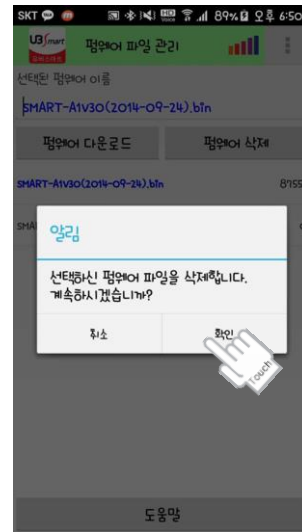 SKT 89% 오후 6:50
U3Smart
펌웨어 파일 관리
선택된 펌웨어 이름
SMART-A1V30(2014-09-24).bin
펌웨어 다운로드 펌웨어 삭제
SMART-A1V30(2014-09-24).bin 8755
SMA
알림
선택하신 펌웨어 파일을 삭제합니다.
계속하시겠습니까?
취소 확인
Touch
도움말